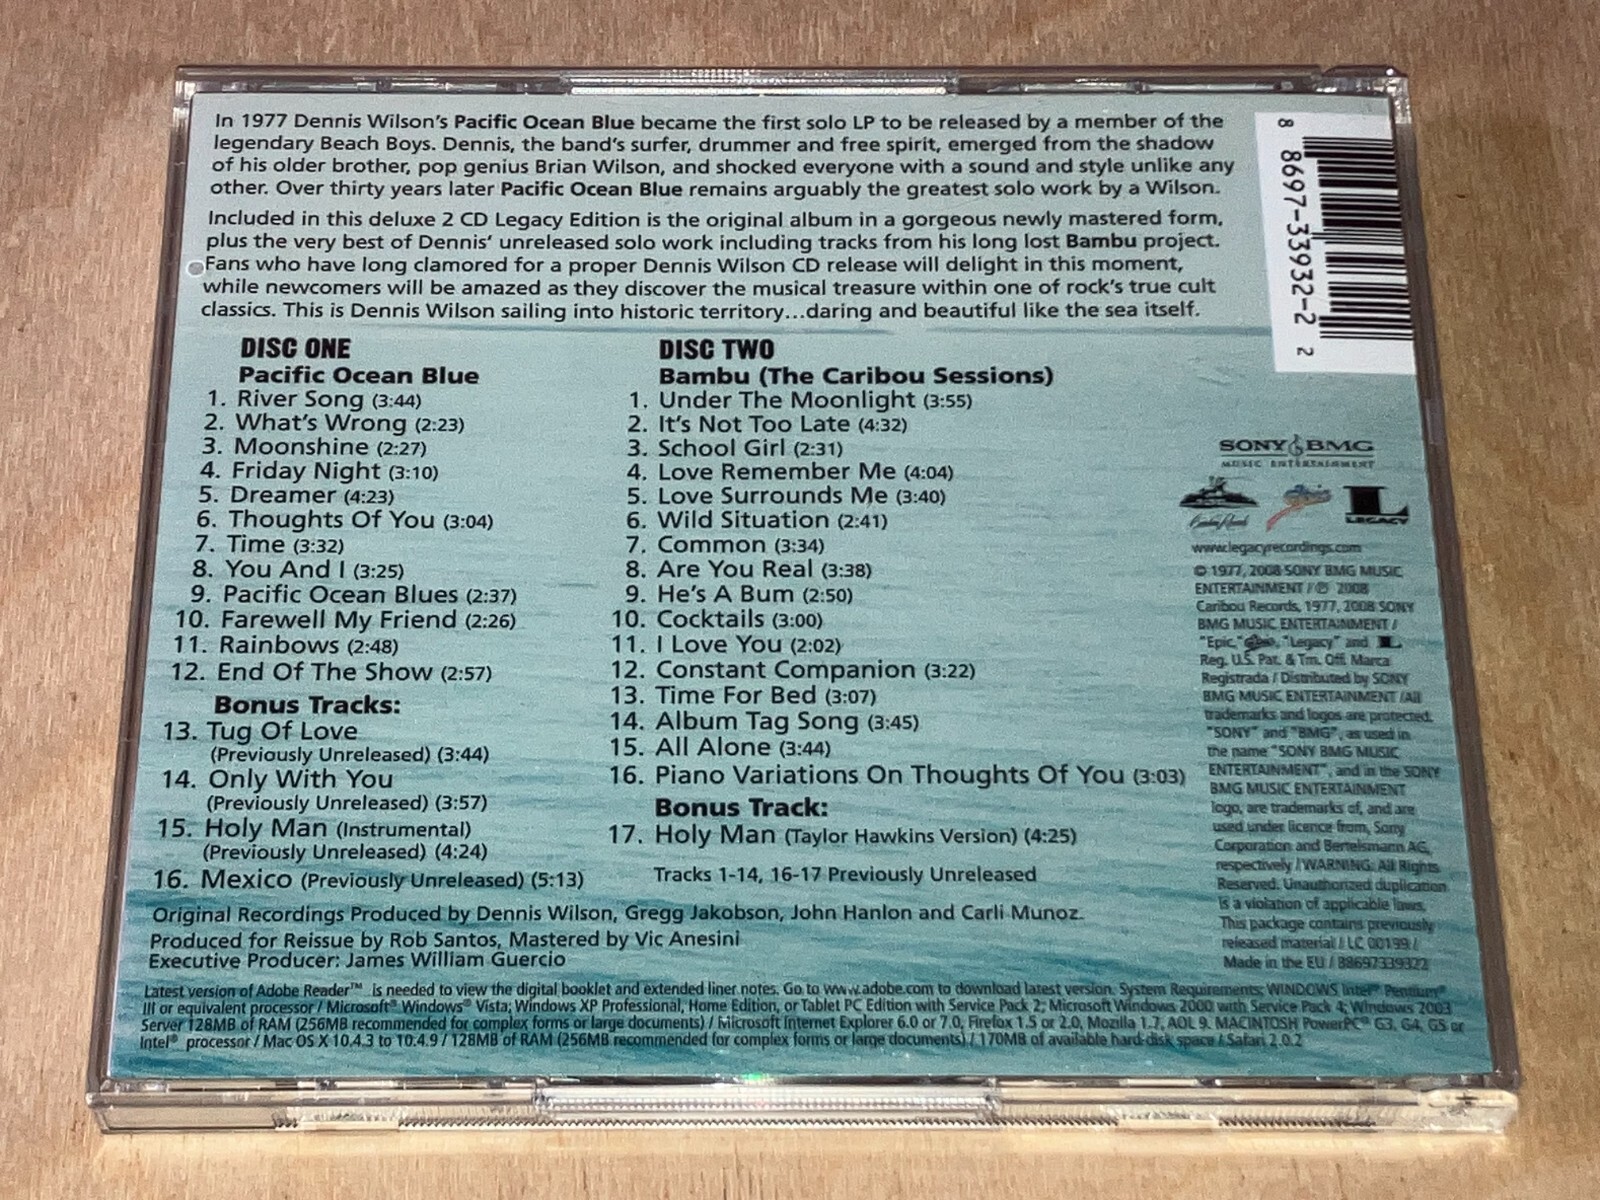 In 1977 Dennis Wilson's Pacific Ocean Blue became the first solo LP to be released by a member of the
legendary Beach Boys. Dennis, the band's surfer, drummer and free spirit, emerged from the shadow
of his older brother, pop genius Brian Wilson, and shocked everyone with a sound and style unlike any
other. Over thirty years later Pacific Ocean Blue remains arguably the greatest solo work by a Wilson.
Included in this deluxe 2 CD Legacy Edition is the original album in a gorgeous newly mastered form,
plus the very best of Dennis' unreleased solo work including tracks from his long lost Bambu project.
Fans who have long clamored for a proper Dennis Wilson CD release will delight in this moment,
while newcomers will be amazed as they discover the musical treasure within one of rock's true cult
classics. This is Dennis Wilson sailing into historic territory...daring and beautiful like the sea itself.
8 8697-33932-2 2
DISC ONE
Pacific Ocean Blue
1. River Song (3:44)
2. What's Wrong (2:23)
3. Moonshine (2:27)
4. Friday Night (3:10)
5. Dreamer (4:23)
6. Thoughts Of You (3:04)
7. Time (3:32)
8. You And I (3:25)
9. Pacific Ocean Blues (2:37)
10. Farewell My Friend (2:26)
11. Rainbows (2:48)
12. End Of The Show (2:57)
Bonus Tracks:
13. Tug Of Love
(Previously Unreleased) (3:44)
14. Only With You
(Previously Unreleased) (3:57)
15. Holy Man (Instrumental)
(Previously Unreleased) (4:24)
16. Mexico (Previously Unreleased) (5:13)
DISC TWO
Bambu (The Caribou Sessions)
1. Under The Moonlight (3:55)
2. It's Not Too Late (4:32)
3. School Girl (2:31)
4. Love Remember Me (4:04)
5. Love Surrounds Me (3:40)
6. Wild Situation (2:41)
7. Common (3:34)
8. Are You Real (3:38)
9. He's A Bum (2:50)
10. Cocktails (3:00)
11. I Love You (2:02)
12. Constant Companion (3:22)
13. Time For Bed (3:07)
14. Album Tag Song (3:45)
15. All Alone (3:44)
16. Piano Variations On Thoughts Of You (3:03)
Bonus Track:
17. Holy Man (Taylor Hawkins Version) (4:25)
Tracks 1-14, 16-17 Previously Unreleased
SONY BMG
MUSIC ENTERTAINMENT
Caribou Records
Epic
L
LEGACY
www.legacyrecordings.com
© 1977, 2008 SONY BMG MUSIC
ENTERTAINMENT / ℗ 2008
Caribou Records, 1977, 2008 SONY
BMG MUSIC ENTERTAINMENT /
"Epic," "Legacy" and L
Reg. U.S. Pat. & Tm. Off. Marca
Registrada / Distributed by SONY
BMG MUSIC ENTERTAINMENT /All
trademarks and logos are protected.
"SONY" and "BMG", as used in
the name "SONY BMG MUSIC
ENTERTAINMENT", and in the SONY
BMG MUSIC ENTERTAINMENT
logo, are trademarks of, and are
used under licence from, Sony
Corporation and Bertelsmann AG,
respectively / WARNING: All Rights
Reserved. Unauthorized duplication
is a violation of applicable laws.
This package contains previously
released material / LC 00199 /
Made in the EU / 88697339322
Original Recordings Produced by Dennis Wilson, Gregg Jakobson, John Hanlon and Carli Munoz.
Produced for Reissue by Rob Santos, Mastered by Vic Anesini
Executive Producer: James William Guercio
Latest version of Adobe Reader™ is needed to view the digital booklet and extended liner notes. Go to www.adobe.com to download latest version. System Requirements: WINDOWS Intel® Pentium®
III or equivalent processor / Microsoft® Windows® Vista; Windows XP Professional, Home Edition, or Tablet PC Edition with Service Pack 2; Microsoft Windows 2000 with Service Pack 4; Windows 2003
Server 128MB of RAM (256MB recommended for complex forms or large documents) / Microsoft Internet Explorer 6.0 or 7.0, Firefox 1.5 or 2.0, Mozilla 1.7, AOL 9. MACINTOSH PowerPC® G3, G4, G5 or
Intel® processor / Mac OS X 10.4.3 to 10.4.9 / 128MB of RAM (256MB recommended for complex forms or large documents) / 170MB of available hard-disk space / Safari 2.0.2